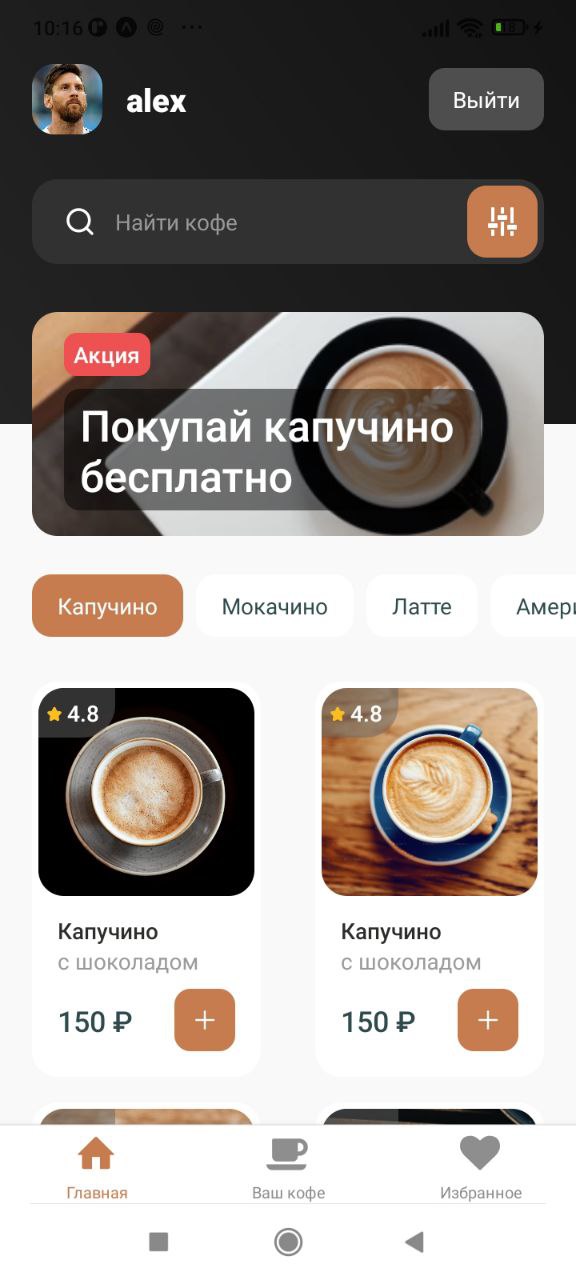 10:16
18
alex
Выйти
Найти кофе
Акция
Покупай капучино
бесплатно
Капучино
Мокачино
Латте
Амери
4.8
4.8
Капучино
с шоколадом
150 ₽
+
Капучино
с шоколадом
150 ₽
+
Главная
Ваш кофе
Избранное